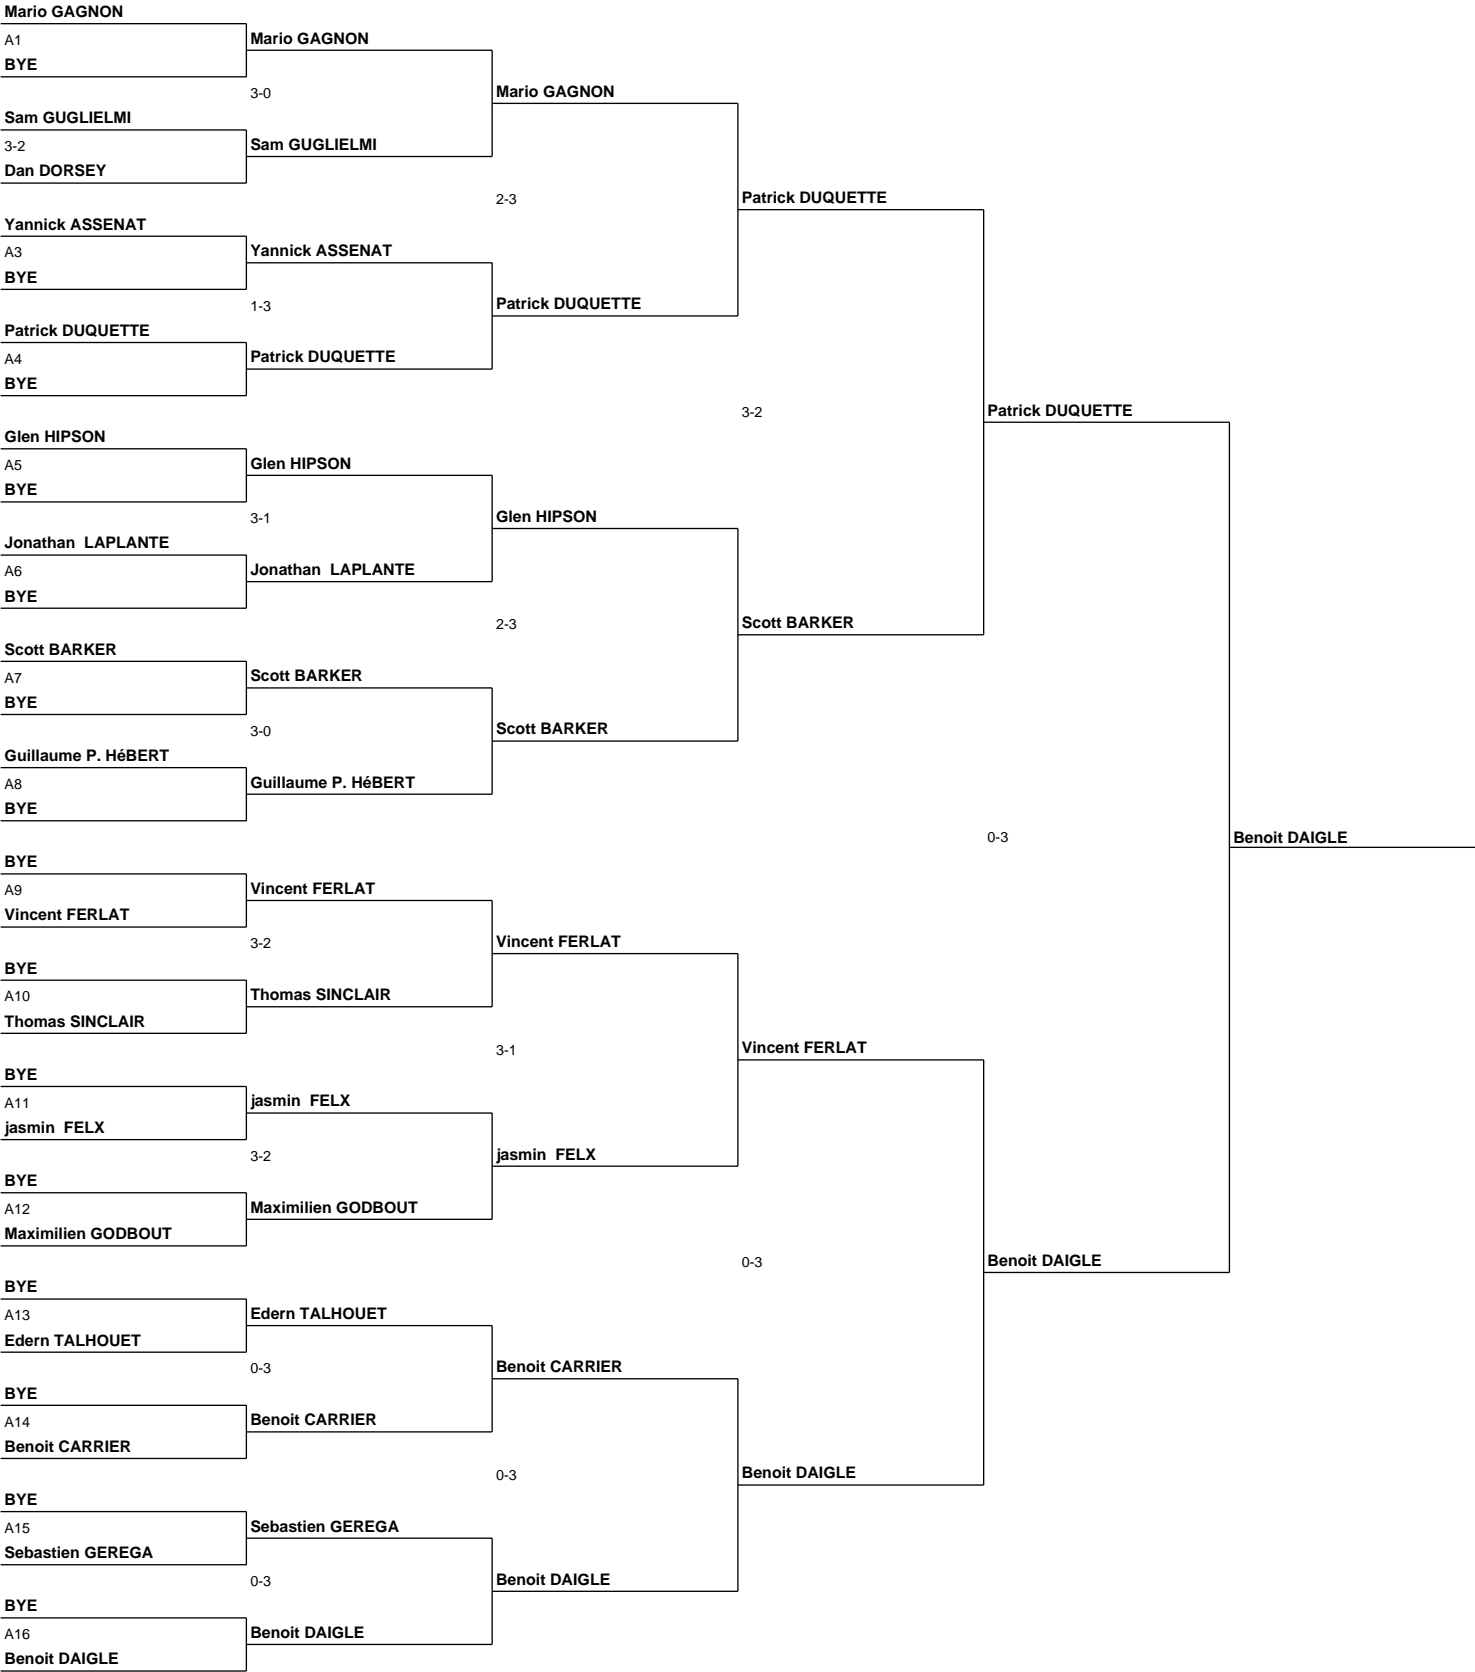 Mario GAGNON
A1
BYE
Mario GAGNON
3-0
Mario GAGNON
Sam GUGLIELMI
3-2
Dan DORSEY
Sam GUGLIELMI
2-3
Patrick DUQUETTE
Yannick ASSENAT
A3
BYE
Yannick ASSENAT
1-3
Patrick DUQUETTE
Patrick DUQUETTE
A4
BYE
Patrick DUQUETTE
3-2
Patrick DUQUETTE
Glen HIPSON
A5
BYE
Glen HIPSON
3-1
Glen HIPSON
Jonathan  LAPLANTE
A6
BYE
Jonathan  LAPLANTE
2-3
Scott BARKER
Scott BARKER
A7
BYE
Scott BARKER
3-0
Scott BARKER
Guillaume P. HéBERT
A8
BYE
Guillaume P. HéBERT
0-3
Benoit DAIGLE
BYE
A9
Vincent FERLAT
Vincent FERLAT
3-2
Vincent FERLAT
BYE
A10
Thomas SINCLAIR
Thomas SINCLAIR
3-1
Vincent FERLAT
BYE
A11
jasmin  FELX
jasmin  FELX
3-2
jasmin  FELX
BYE
A12
Maximilien GODBOUT
Maximilien GODBOUT
0-3
Benoit DAIGLE
BYE
A13
Edern TALHOUET
Edern TALHOUET
0-3
Benoit CARRIER
BYE
A14
Benoit CARRIER
Benoit CARRIER
0-3
Benoit DAIGLE
BYE
A15
Sebastien GEREGA
Sebastien GEREGA
0-3
Benoit DAIGLE
BYE
A16
Benoit DAIGLE
Benoit DAIGLE